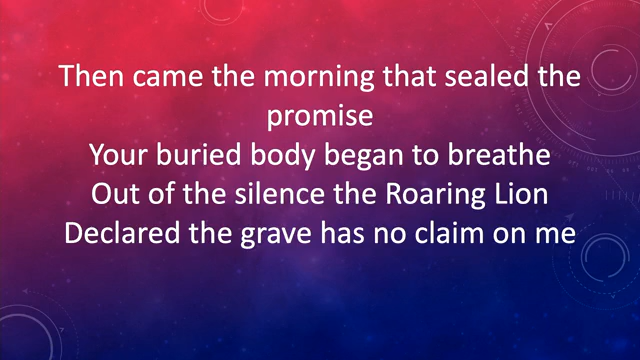 Then came the morning that sealed the
promise
Your buried body began to breathe
Out of the silence the Roaring Lion
Declared the grave has no claim on me